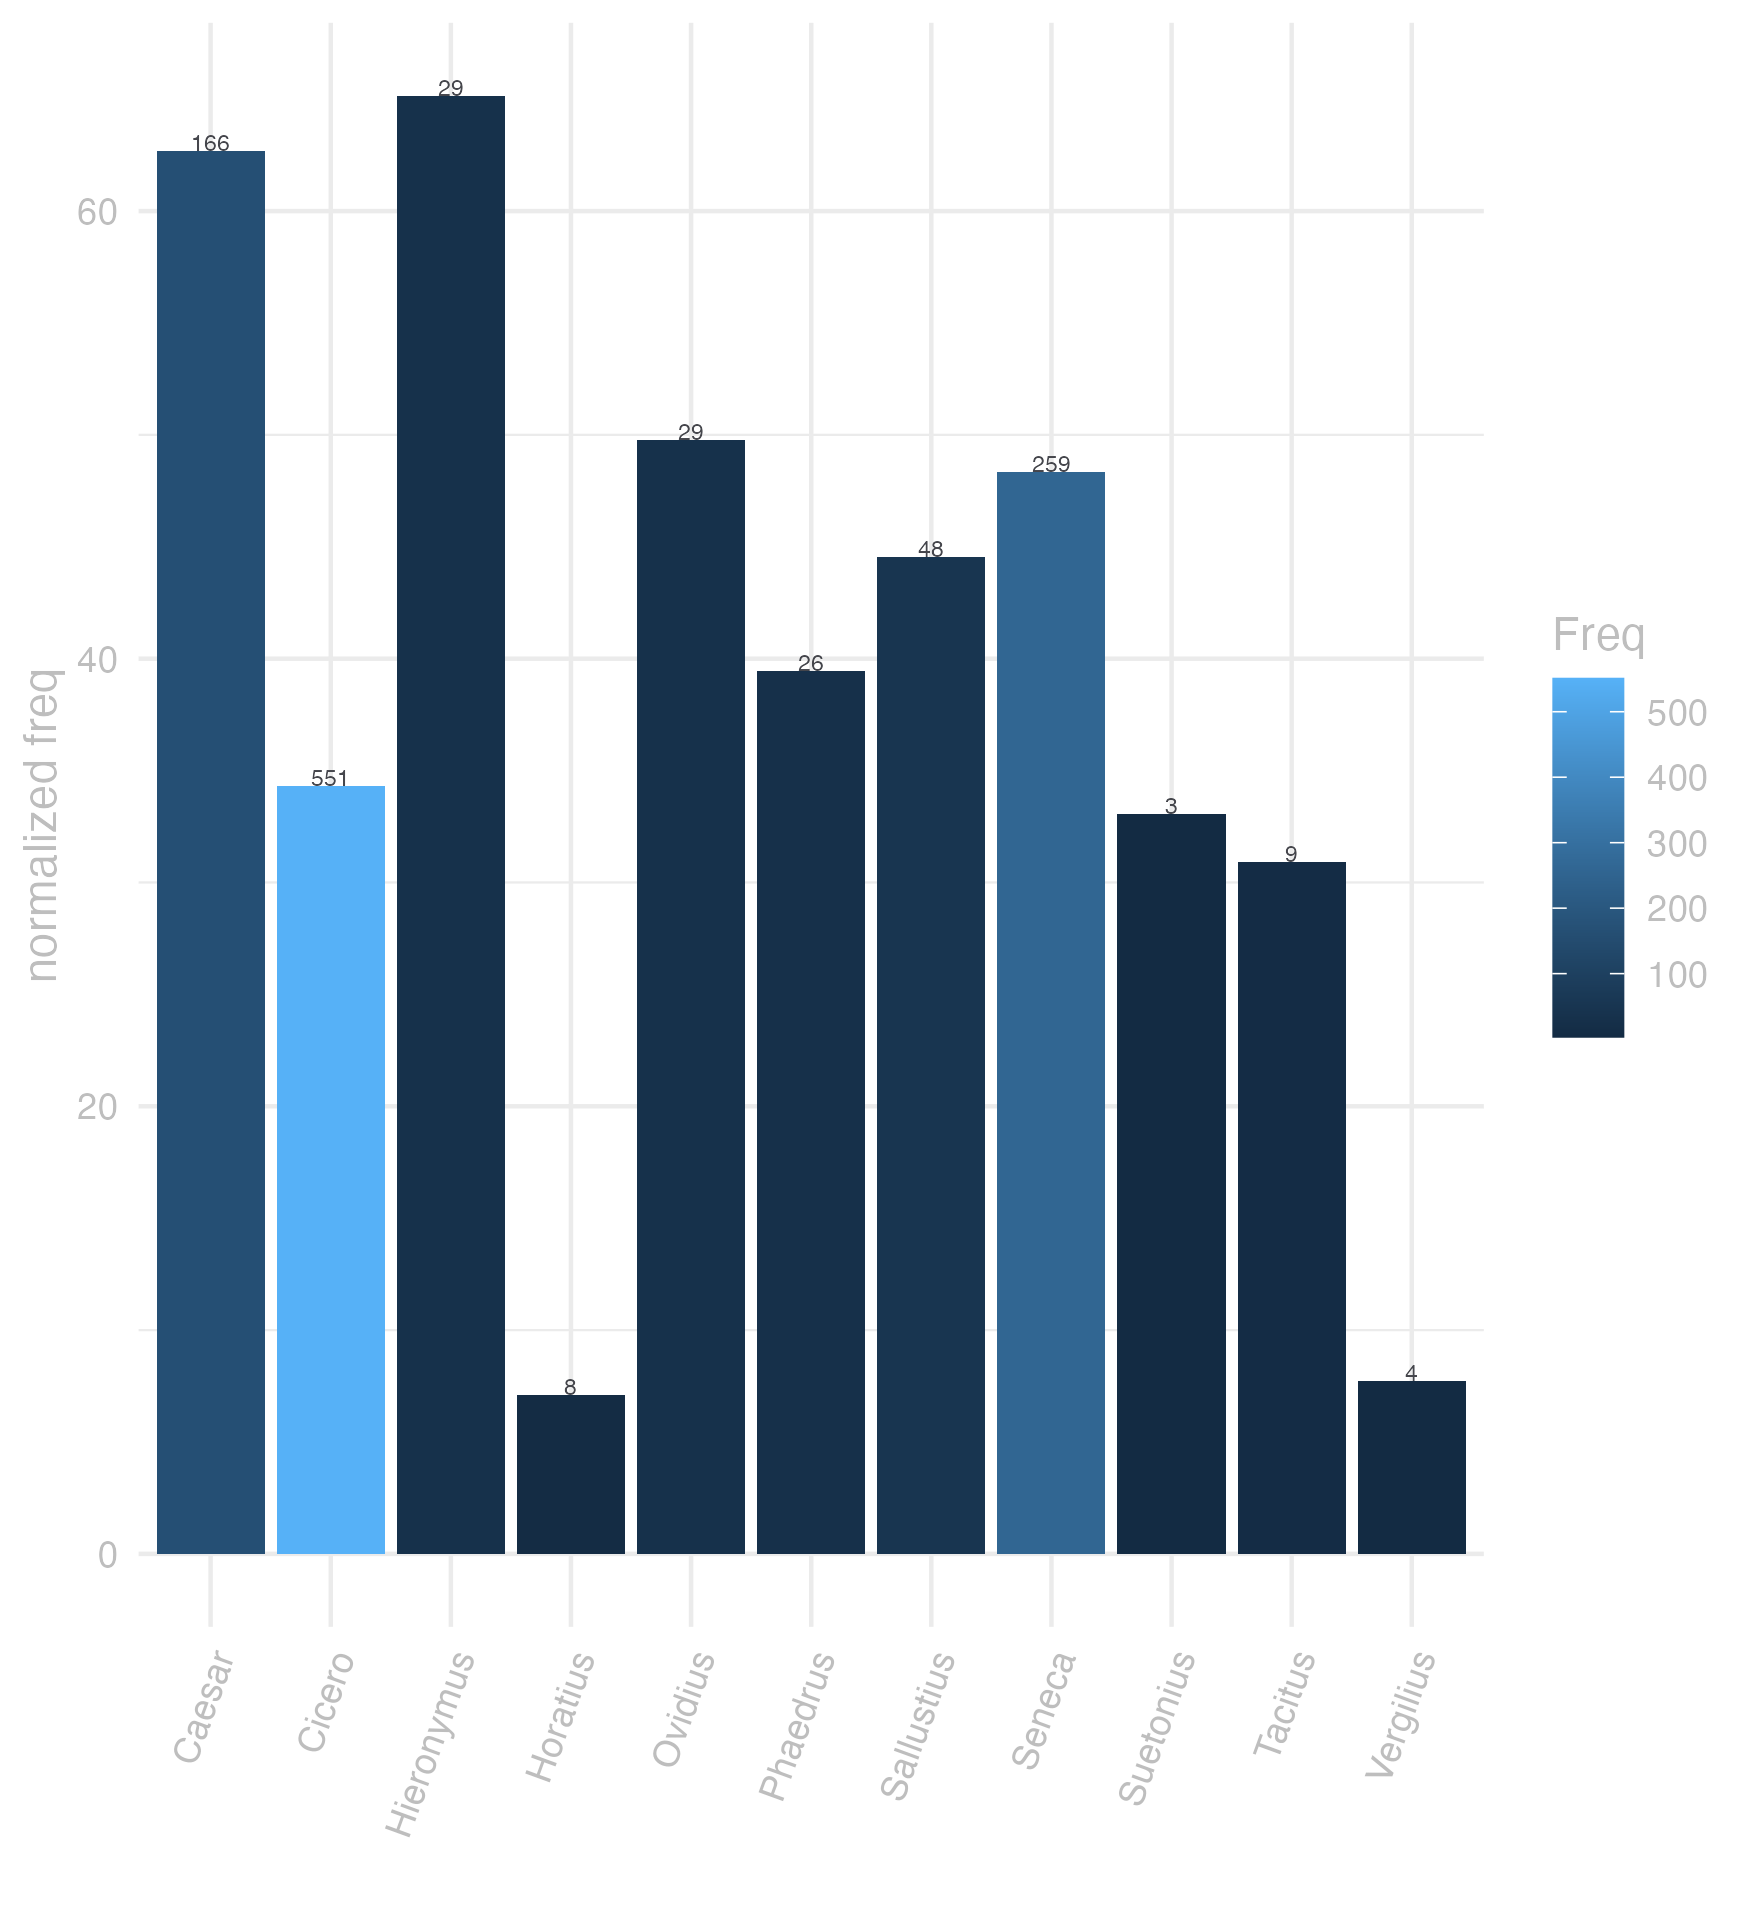 29
166
60
29
259
48
26
40
551
3
9
20
4
8
0
normalized freq
Caesar
Cicero
Hieronymus
Horatius
Ovidius
Phaedrus
Sallustius
Seneca
Suetonius
Tacitus
Vergilius
Freq
500
400
300
200
100